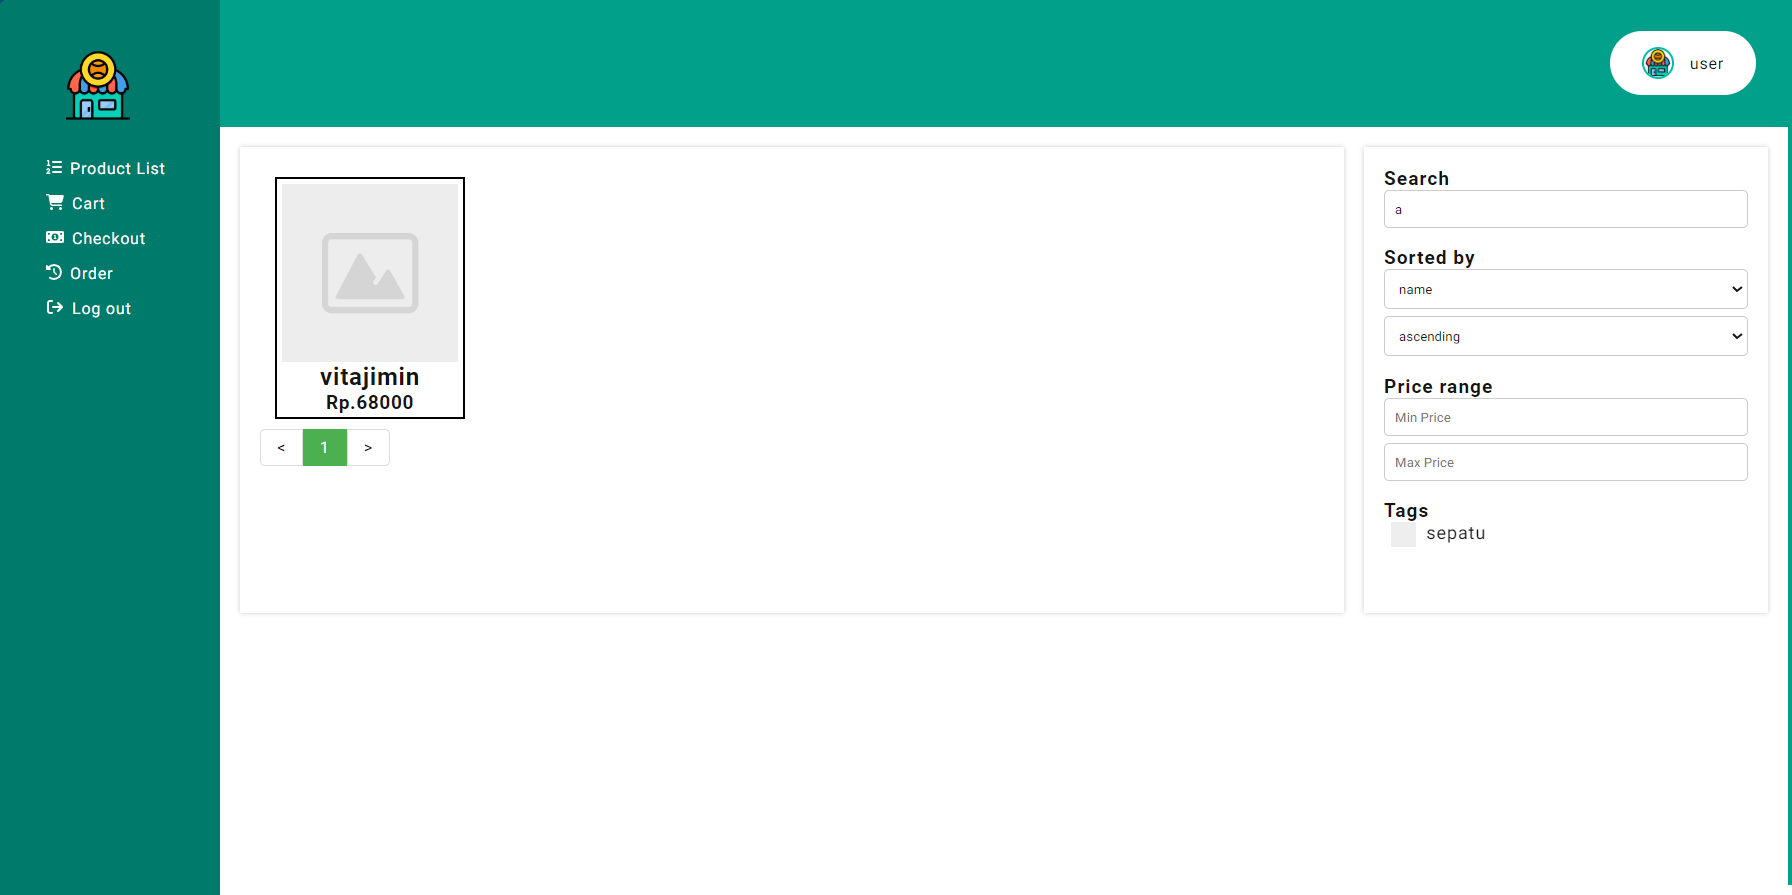 user
Product List
Cart
Checkout
Order
Log out
vitajimin
Rp.68000
< 1 >
Search
a
Sorted by
name
ascending
Price range
Min Price
Max Price
Tags
sepatu